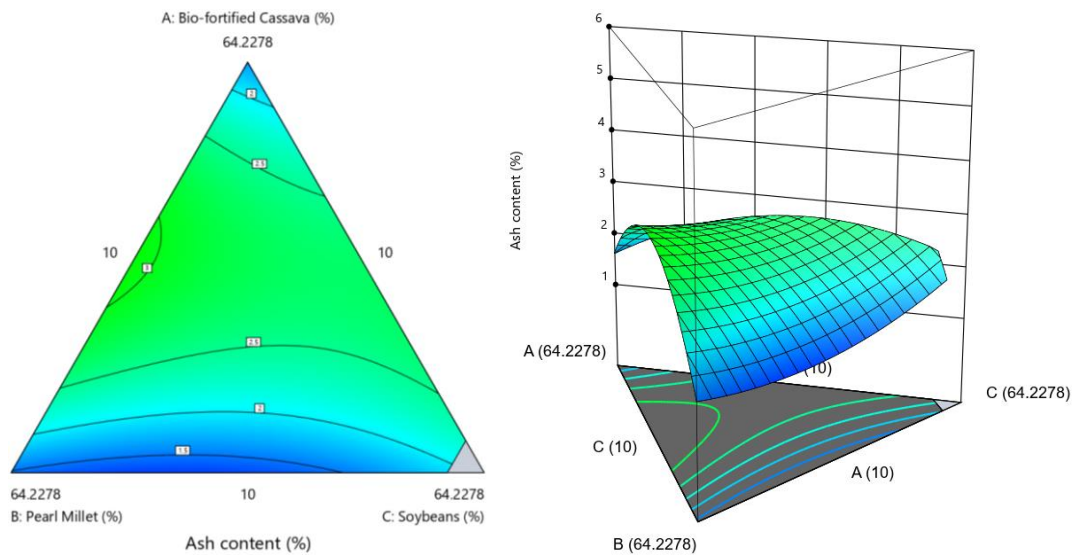 A: Bio-fortified Cassava (%)
64.2278
2
2.5
10
10
3
2.5
2
1.5
64.2278
10
64.2278
B: Pearl Millet (%)
C: Soybeans (%)
Ash content (%)
6
5
4
3
2
1
Ash content (%)
A (64.2278)
(10)
C (64.2278)
C (10)
A (10)
B (64.2278)